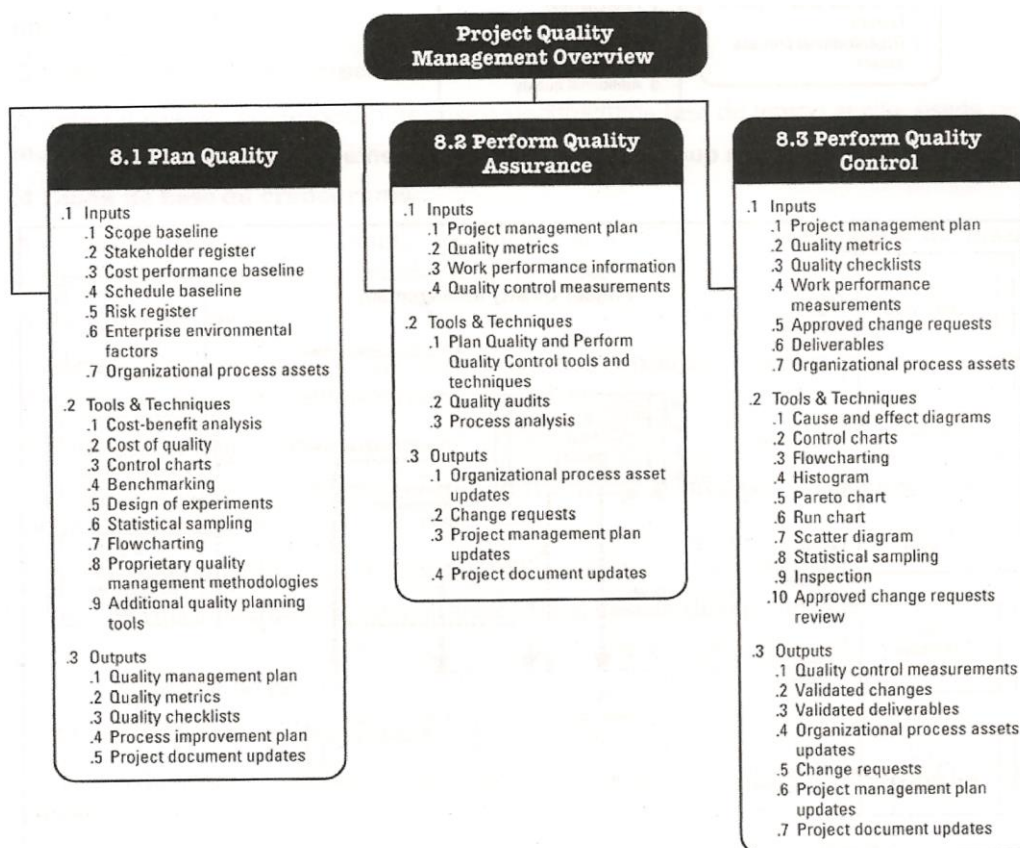 Project Quality
Management Overview
8.1 Plan Quality
.1 Inputs
.1 Scope baseline
.2 Stakeholder register
.3 Cost performance baseline
.4 Schedule baseline
.5 Risk register
.6 Enterprise environmental
factors
.7 Organizational process assets
.2 Tools & Techniques
.1 Cost-benefit analysis
.2 Cost of quality
.3 Control charts
.4 Benchmarking
.5 Design of experiments
.6 Statistical sampling
.7 Flowcharting
.8 Proprietary quality
management methodologies
.9 Additional quality planning
tools
.3 Outputs
.1 Quality management plan
.2 Quality metrics
.3 Quality checklists
.4 Process improvement plan
.5 Project document updates
8.2 Perform Quality
Assurance
.1 Inputs
.1 Project management plan
.2 Quality metrics
.3 Work performance information
.4 Quality control measurements
.2 Tools & Techniques
.1 Plan Quality and Perform
Quality Control tools and
techniques
.2 Quality audits
.3 Process analysis
.3 Outputs
.1 Organizational process asset
updates
.2 Change requests
.3 Project management plan
updates
.4 Project document updates
8.3 Perform Quality
Control
.1 Inputs
.1 Project management plan
.2 Quality metrics
.3 Quality checklists
.4 Work performance
measurements
.5 Approved change requests
.6 Deliverables
.7 Organizational process assets
.2 Tools & Techniques
.1 Cause and effect diagrams
.2 Control charts
.3 Flowcharting
.4 Histogram
.5 Pareto chart
.6 Run chart
.7 Scatter diagram
.8 Statistical sampling
.9 Inspection
.10 Approved change requests
review
.3 Outputs
.1 Quality control measurements
.2 Validated changes
.3 Validated deliverables
.4 Organizational process assets
updates
.5 Change requests
.6 Project management plan
updates
.7 Project document updates